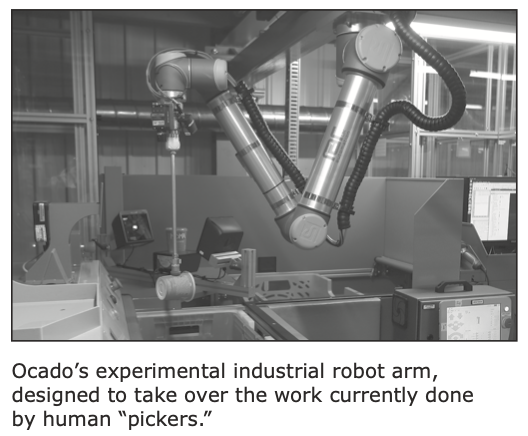 Ocado’s experimental industrial robot arm,
designed to take over the work currently done
by human “pickers.”